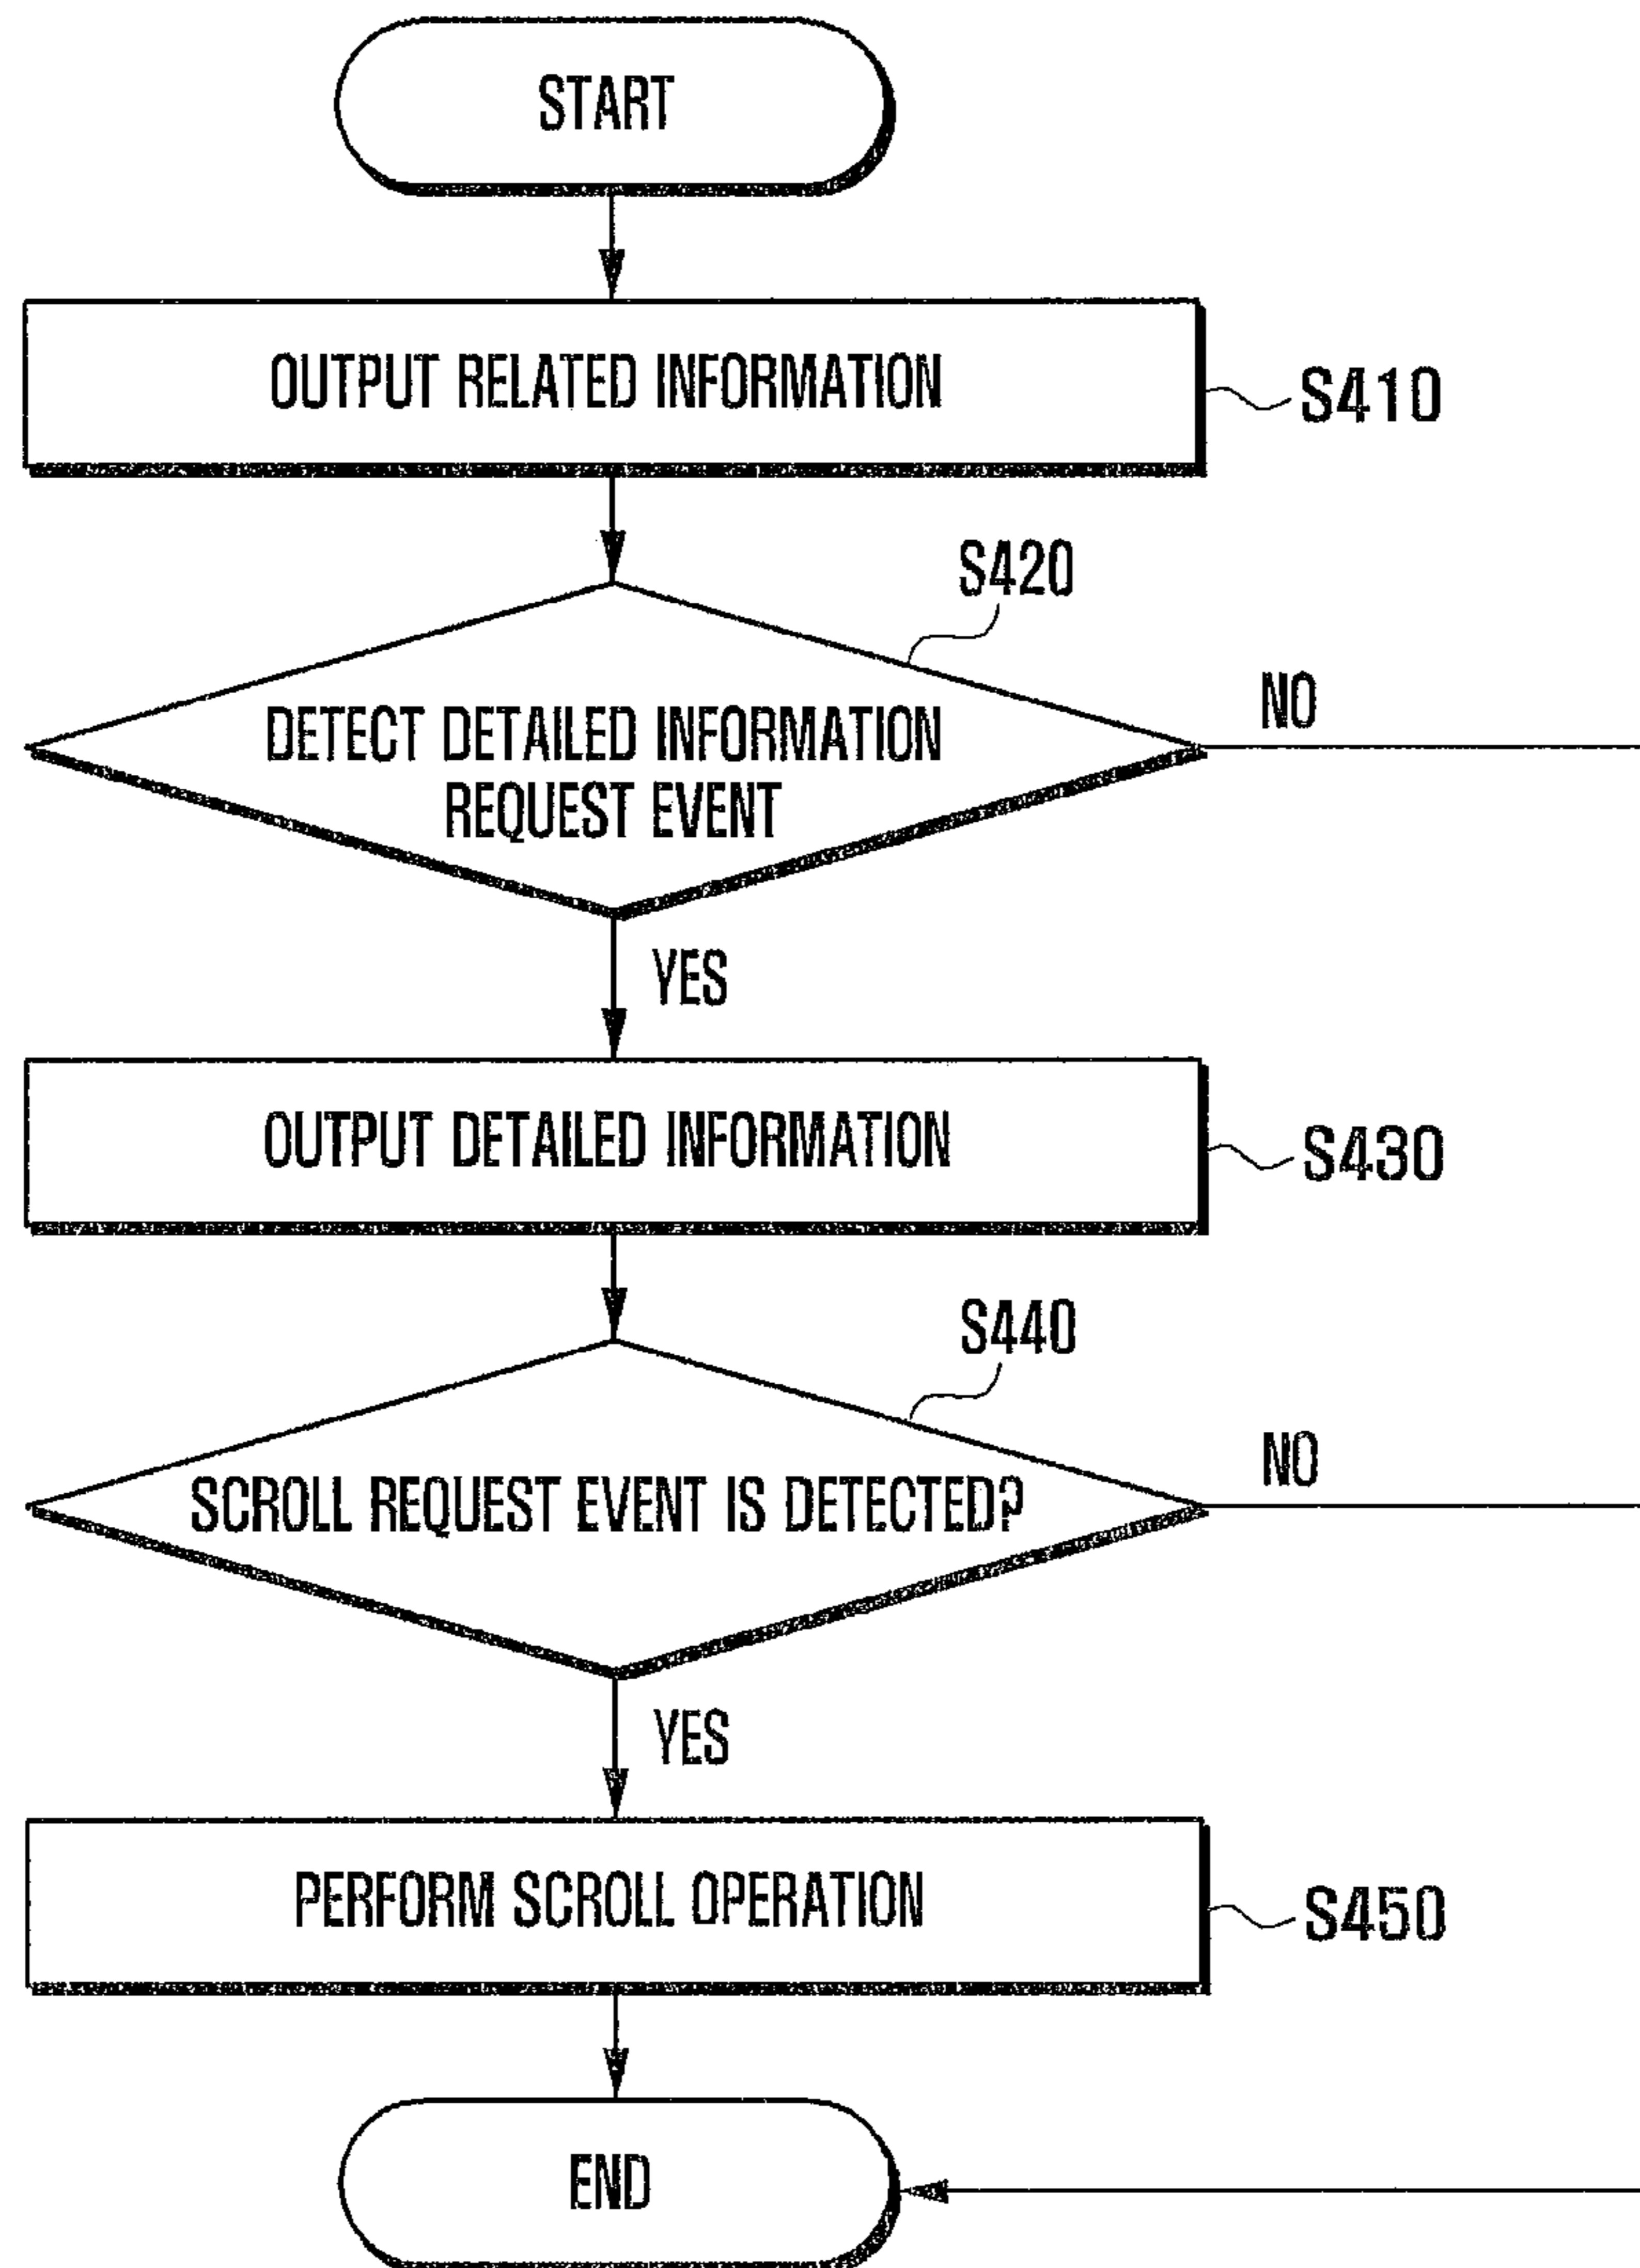 START
OUTPUT RELATED INFORMATION
S410
S420
DETECT DETAILED INFORMATION
REQUEST EVENT
NO
YES
OUTPUT DETAILED INFORMATION
S430
S440
SCROLL REQUEST EVENT IS DETECTED?
NO
YES
PERFORM SCROLL OPERATION
S450
END